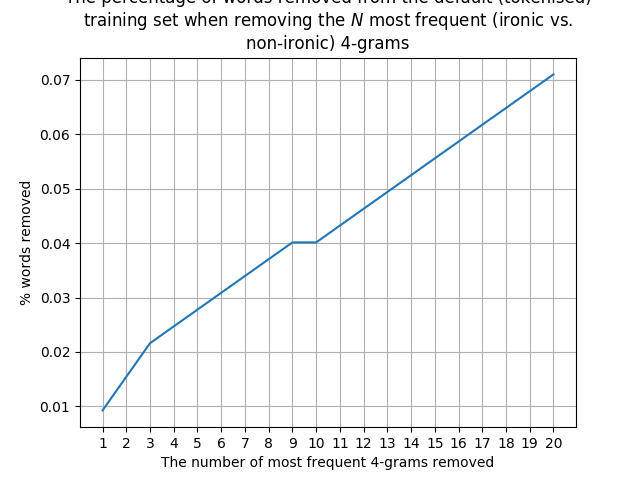 The percentage of words removed from the default (tokenised)
training set when removing the N most frequent (ironic vs.
non-ironic) 4-grams
0.07
0.06
0.05
0.04
0.03
0.02
0.01
% words removed
1 2 3 4 5 6 7 8 9 10 11 12 13 14 15 16 17 18 19 20
The number of most frequent 4-grams removed